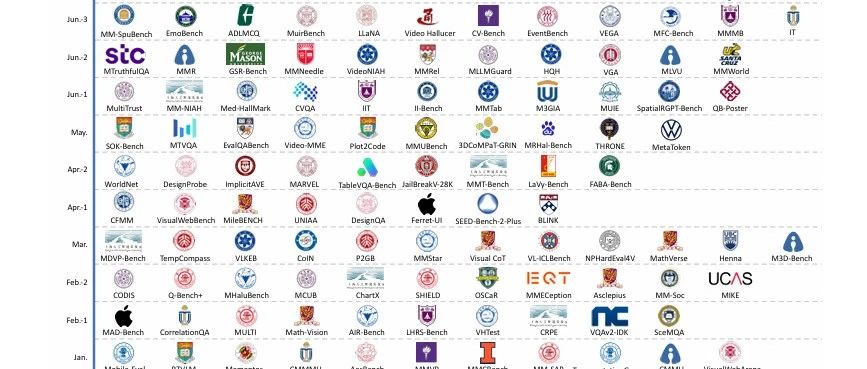 Jun.-3
MM-SpuBench EmoBench ADLMCQ MuirBench LLaNA Video Hallucer CV-Bench EventBench VEGA MFC-Bench MMMB IT
stc GEORGE MASON UNIVERSITY SANTA CRUZ
Jun.-2
MTruthfulQA MMR GSR-Bench MMNeedle VideoNIAH MMRel MLLMGuard HQH VGA MLVU MMWorld
Jun.-1
MultiTrust MM-NIAH Med-HallMark CVQA IIT II-Bench MMTab M3GIA MUIE SpatialRGPT-Bench QB-Poster
May.
SOK-Bench MTVQA EvalQABench Video-MME Plot2Code MMUBench 3DCoMPaT-GRIN MRHal-Bench THRONE MetaToken
Apr.-2
WorldNet DesignProbe ImplicitAVE MARVEL TableVQA-Bench JailBreakV-28K MMT-Bench LaVy-Bench FABA-Bench
Apr.-1
CFMM VisualWebBench MileBENCH UNIAA DesignQA Ferret-UI SEED-Bench-2-Plus BLINK
Mar.
MDVP-Bench TempCompass VLKEB CoIN P2GB MMStar Visual CoT VL-ICLBench NPHardEval4V MathVerse Henna M3D-Bench
EQT UCAS
Feb.-2
CODIS Q-Bench+ MHaluBench MCUB ChartX SHIELD OSCaR MMECeption Asclepius MM-Soc MIKE
Feb.-1
MAD-Bench CorrelationQA MULTI Math-Vision AIR-Bench LHRS-Bench VHTest CRPE VQAv2-IDK SceMQA
Jan.